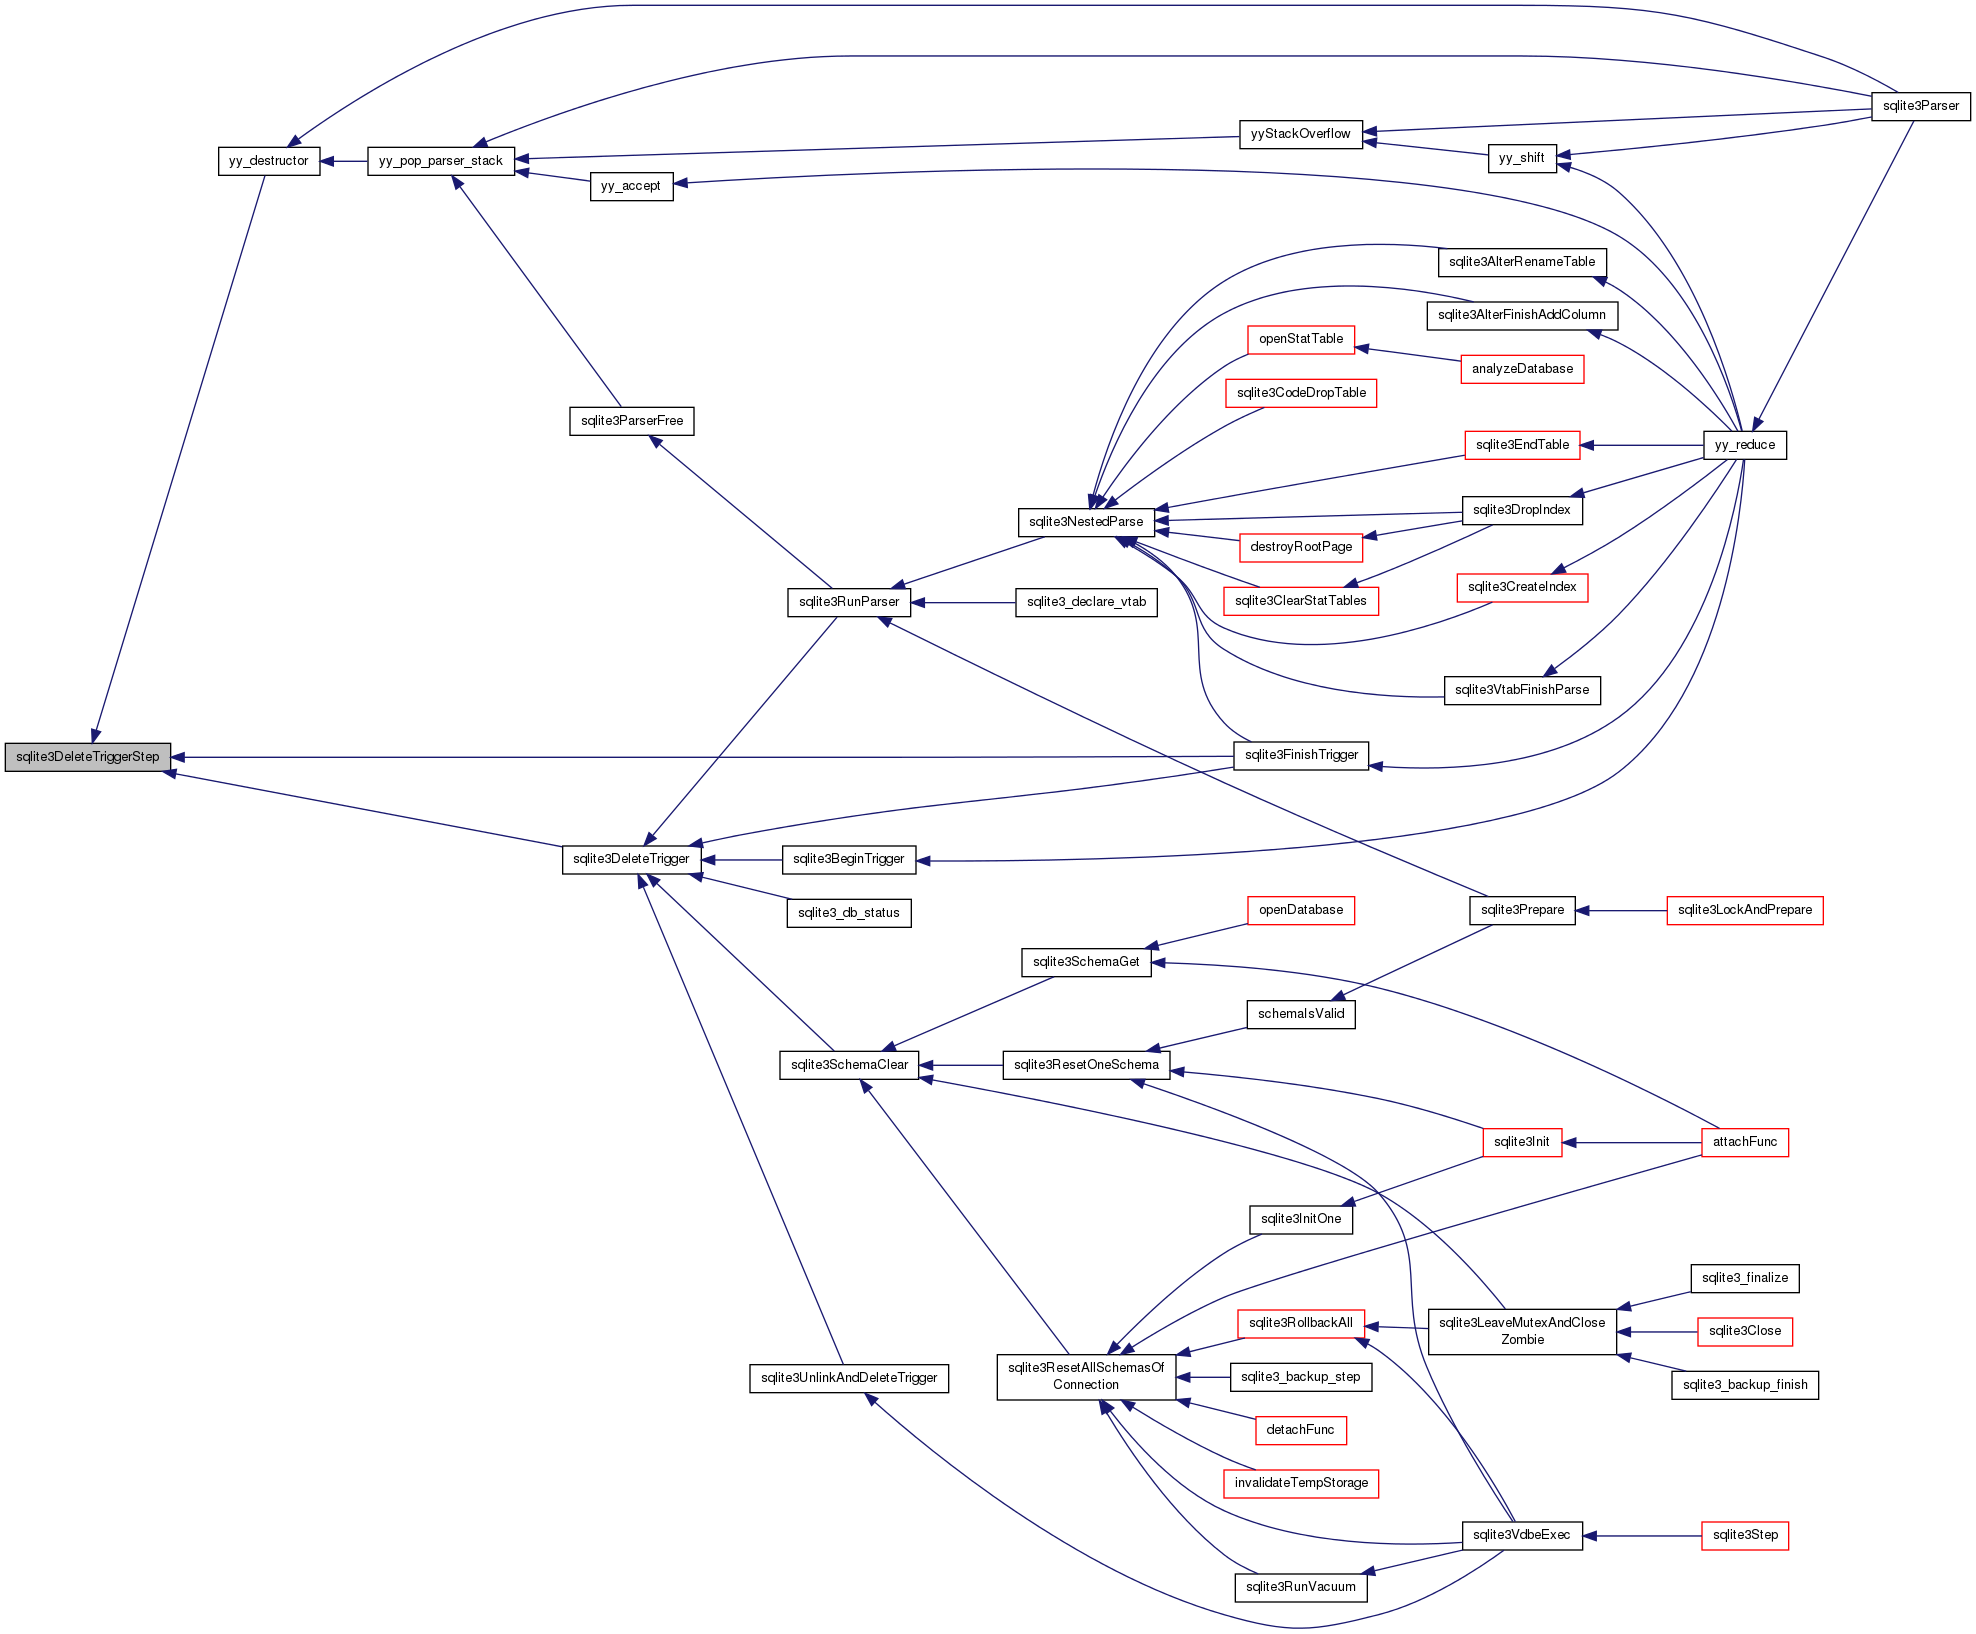 sqlite3Parser
yyStackOverflow
yy_destructor
yy_pop_parser_stack
yy_shift
yy_accept
sqlite3AlterRenameTable
sqlite3AlterFinishAddColumn
openStatTable
analyzeDatabase
sqlite3CodeDropTable
sqlite3ParserFree
sqlite3EndTable
yy_reduce
sqlite3NestedParse
sqlite3DropIndex
destroyRootPage
sqlite3RunParser
sqlite3_declare_vtab
sqlite3ClearStatTables
sqlite3CreateIndex
sqlite3VtabFinishParse
sqlite3DeleteTriggerStep
sqlite3FinishTrigger
sqlite3DeleteTrigger
sqlite3BeginTrigger
sqlite3_db_status
openDatabase
sqlite3Prepare
sqlite3LockAndPrepare
sqlite3SchemaGet
schemaIsValid
sqlite3SchemaClear
sqlite3ResetOneSchema
sqlite3Init
attachFunc
sqlite3InitOne
sqlite3_finalize
sqlite3RollbackAll
sqlite3LeaveMutexAndClose
Zombie
sqlite3Close
sqlite3ResetAllSchemasOf
Connection
sqlite3UnlinkAndDeleteTrigger
sqlite3_backup_step
sqlite3_backup_finish
detachFunc
invalidateTempStorage
sqlite3VdbeExec
sqlite3Step
sqlite3RunVacuum